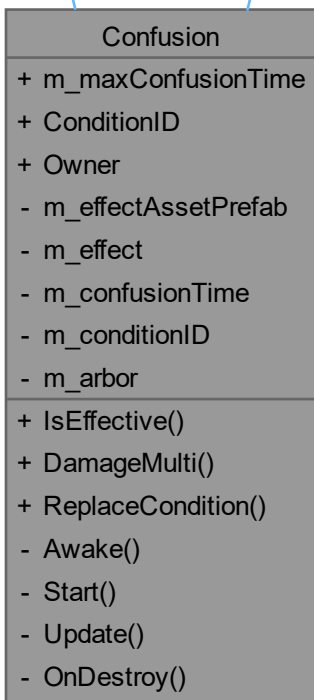 Confusion
+ m_maxConfusionTime
+ ConditionID
+ Owner
- m_effectAssetPrefab
- m_effect
- m_confusionTime
- m_conditionID
- m_arbor
+ IsEffective()
+ DamageMulti()
+ ReplaceCondition()
- Awake()
- Start()
- Update()
- OnDestroy()